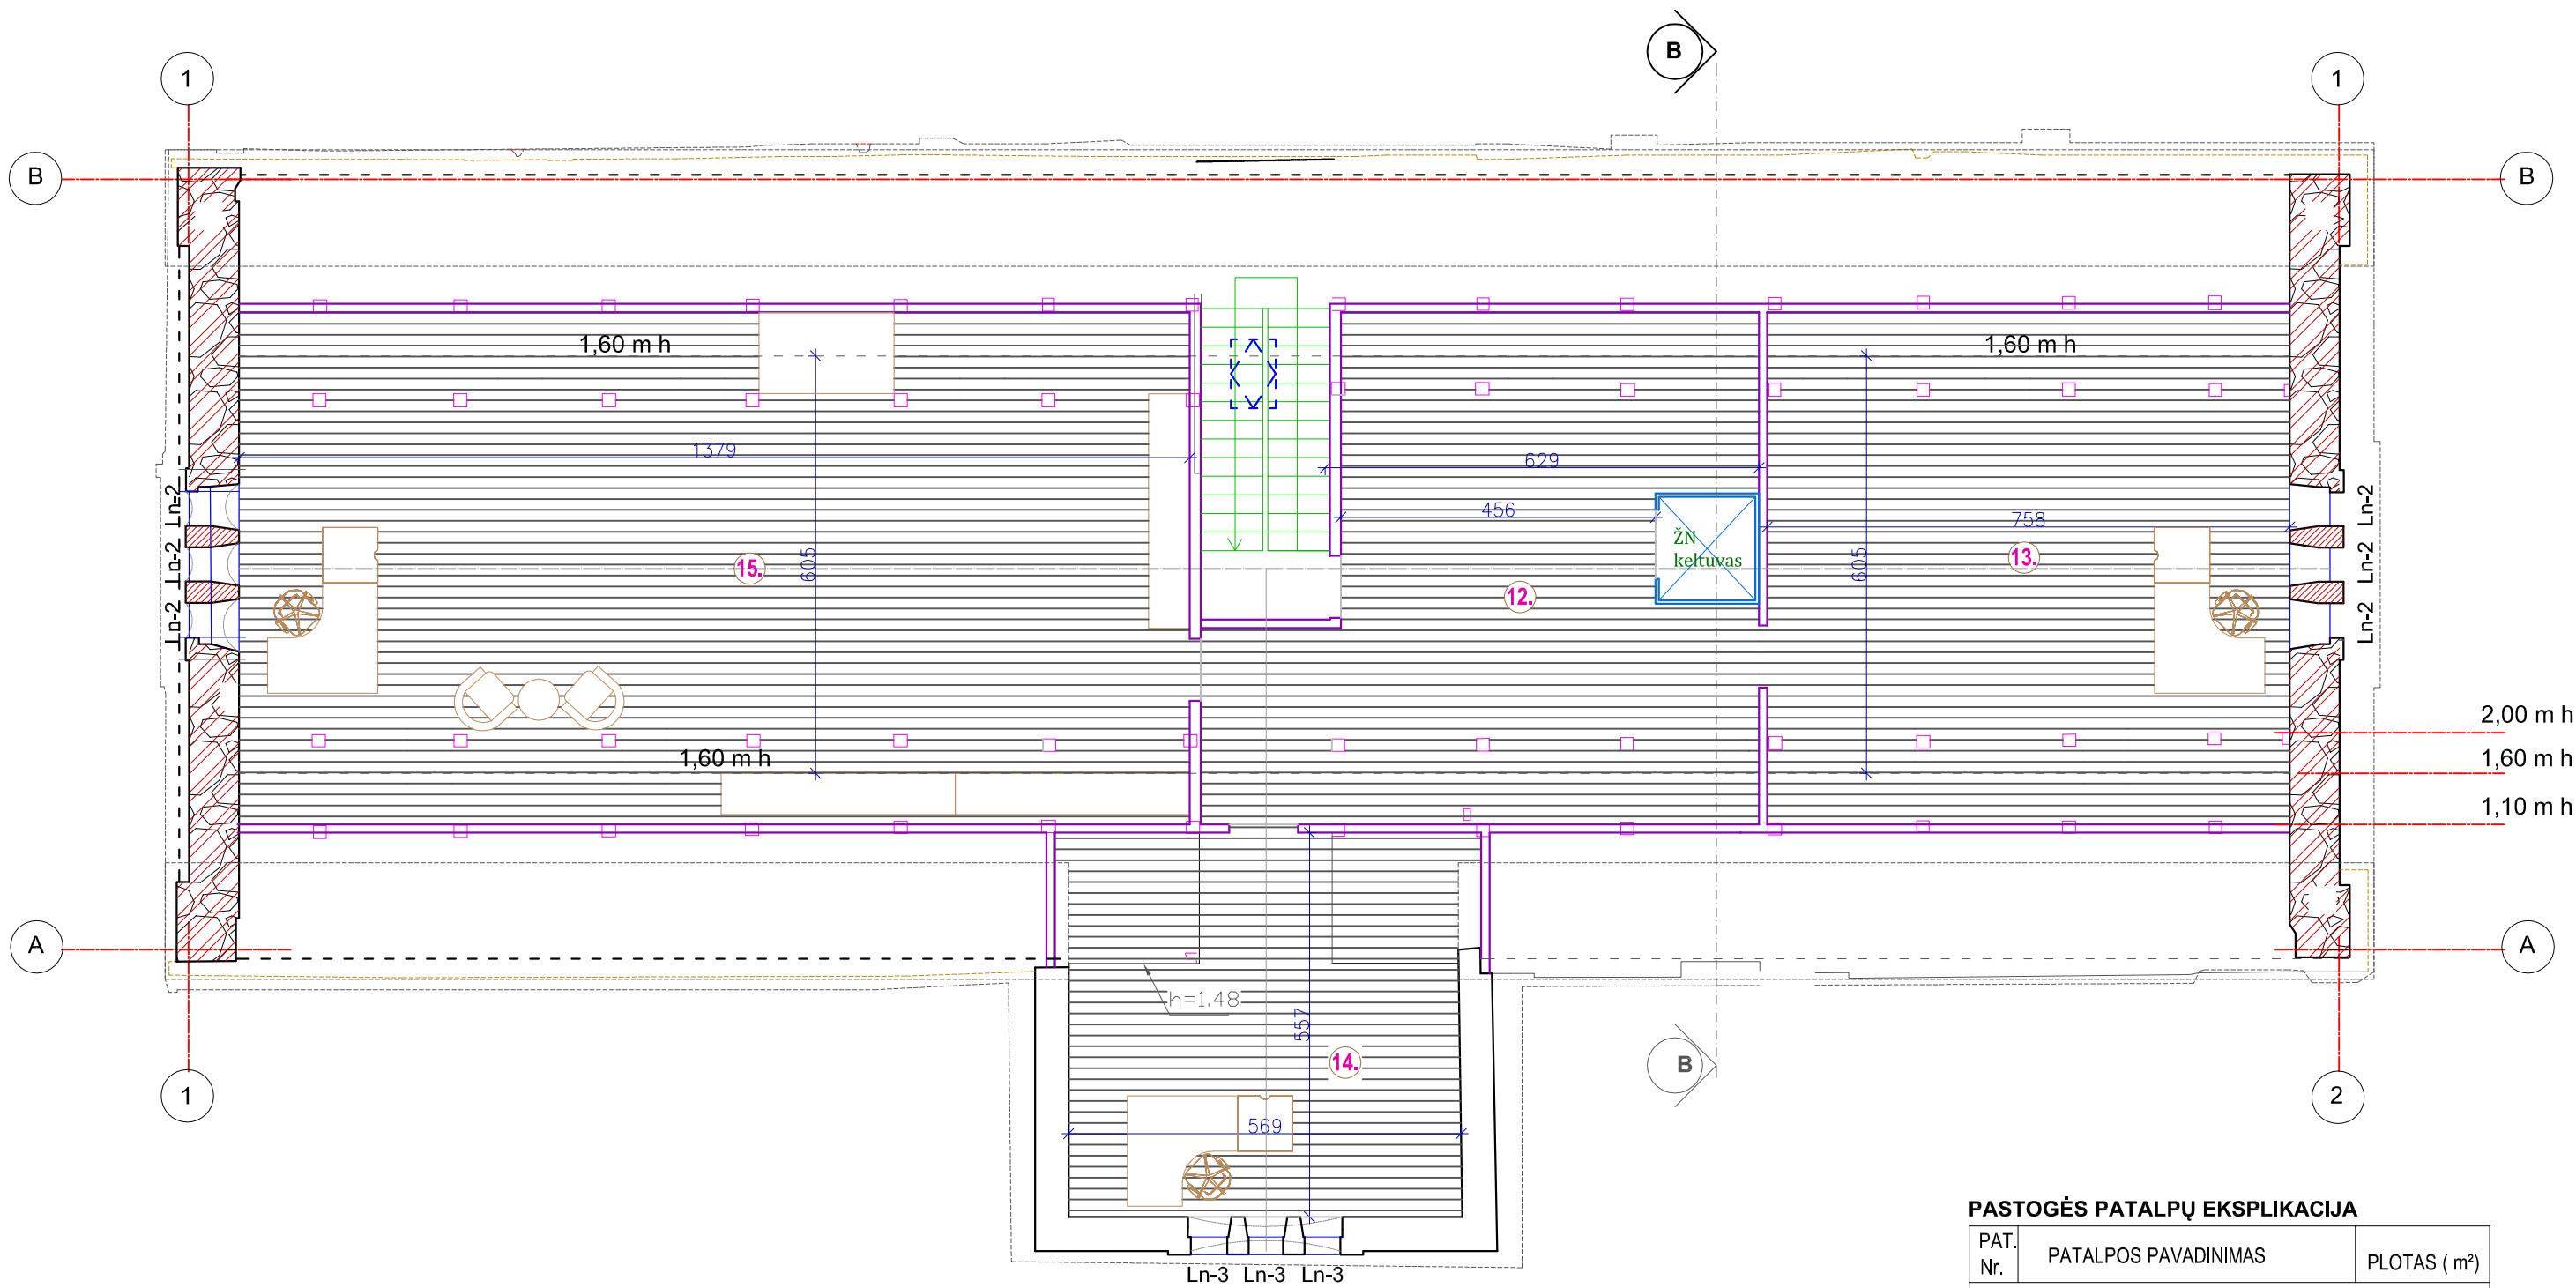 B
1
1
B
B
1,60 m h
1,60 m h
1379
629
456
758
Ln-2
Ln-2
Ln-2
Ln-2
Ln-2
Ln-2
ŽN
keltuvas
15.
605
12.
605
13.
2,00 m h
1,60 m h
1,60 m h
1,10 m h
A
A
h=1.48
557
14.
B
1
2
569
Ln-3 Ln-3 Ln-3
PASTOGĖS PATALPŲ EKSPLIKACIJA
PAT.
Nr.
PATALPOS PAVADINIMAS
PLOTAS ( m²)